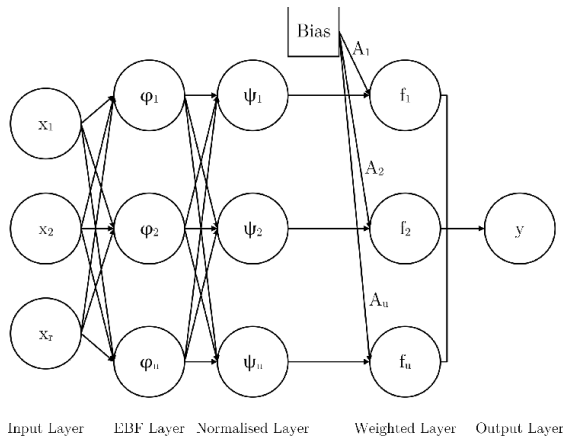 Bias
A₁
x₁
φ₁
ψ₁
f₁
A₂
x₂
φ₂
ψ₂
f₂
y
Aᵤ
xᵣ
φᵤ
ψᵤ
fᵤ
Input Layer EBF Layer Normalised Layer Weighted Layer Output Layer